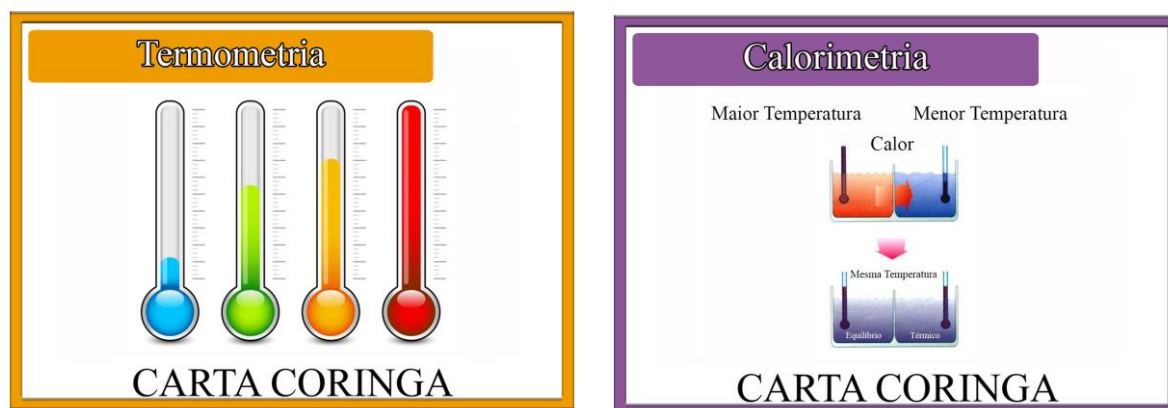 Termometria
CARTA CORINGA
Calorimetria
Maior Temperatura
Menor Temperatura
Calor
Mesma Temperatura
Equilíbrio
Térmico
CARTA CORINGA